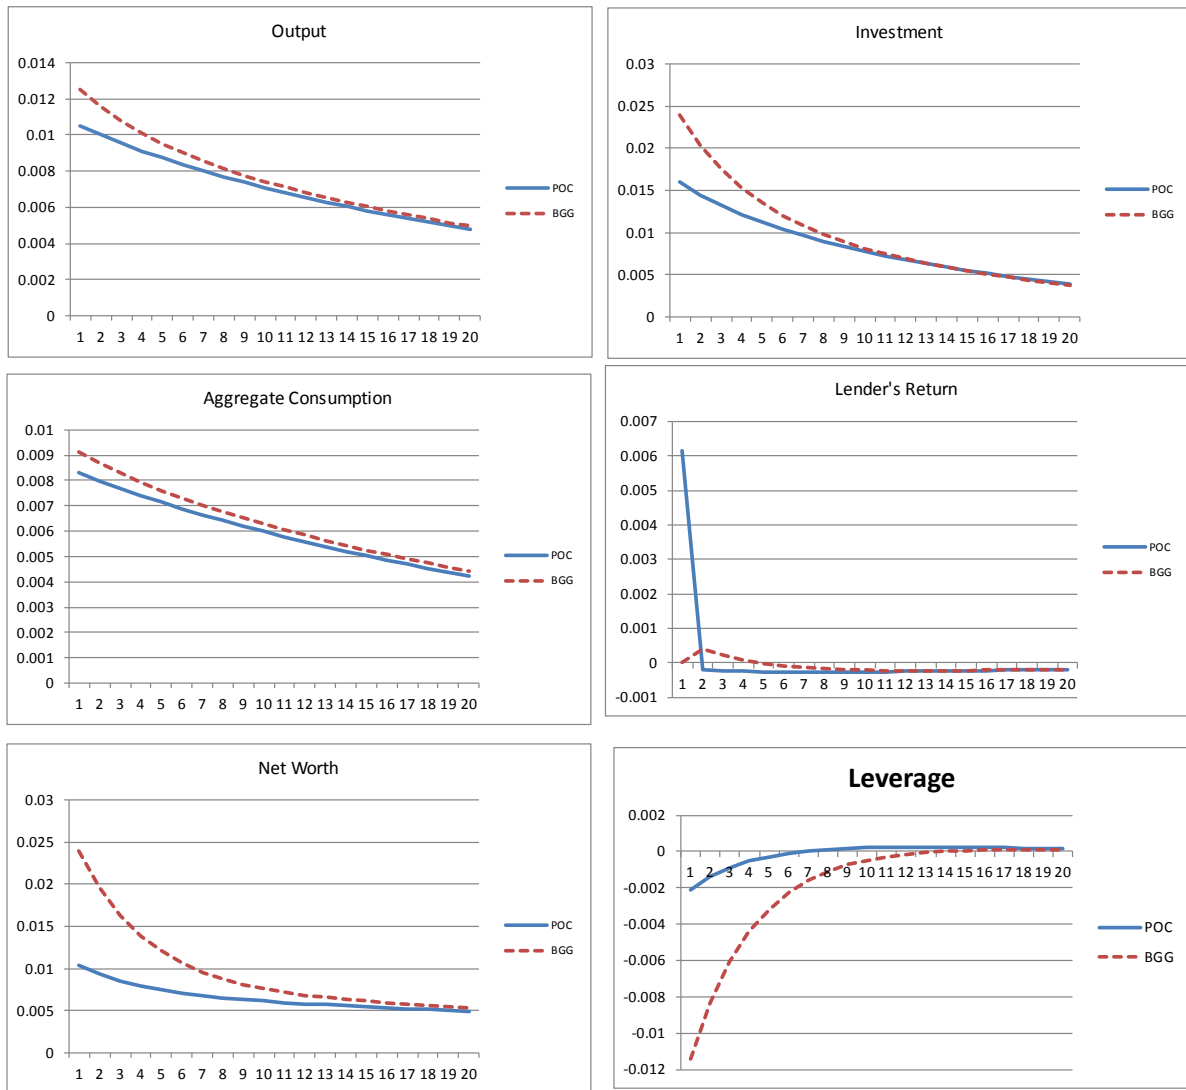 Output
0.014
0.012
0.01
0.008
0.006
0.004
0.002
0
1 2 3 4 5 6 7 8 9 10 11 12 13 14 15 16 17 18 19 20
POC
BGG
Investment
0.03
0.025
0.02
0.015
0.01
0.005
0
1 2 3 4 5 6 7 8 9 10 11 12 13 14 15 16 17 18 19 20
POC
BGG
Aggregate Consumption
0.01
0.009
0.008
0.007
0.006
0.005
0.004
0.003
0.002
0.001
0
1 2 3 4 5 6 7 8 9 10 11 12 13 14 15 16 17 18 19 20
POC
BGG
Lender's Return
0.007
0.006
0.005
0.004
0.003
0.002
0.001
0
-0.001
1 2 3 4 5 6 7 8 9 10 11 12 13 14 15 16 17 18 19 20
POC
BGG
Net Worth
0.03
0.025
0.02
0.015
0.01
0.005
0
1 2 3 4 5 6 7 8 9 10 11 12 13 14 15 16 17 18 19 20
POC
BGG
Leverage
0.002
0
-0.002
-0.004
-0.006
-0.008
-0.01
-0.012
1 2 3 4 5 6 7 8 9 10 11 12 13 14 15 16 17 18 19 20
POC
BGG